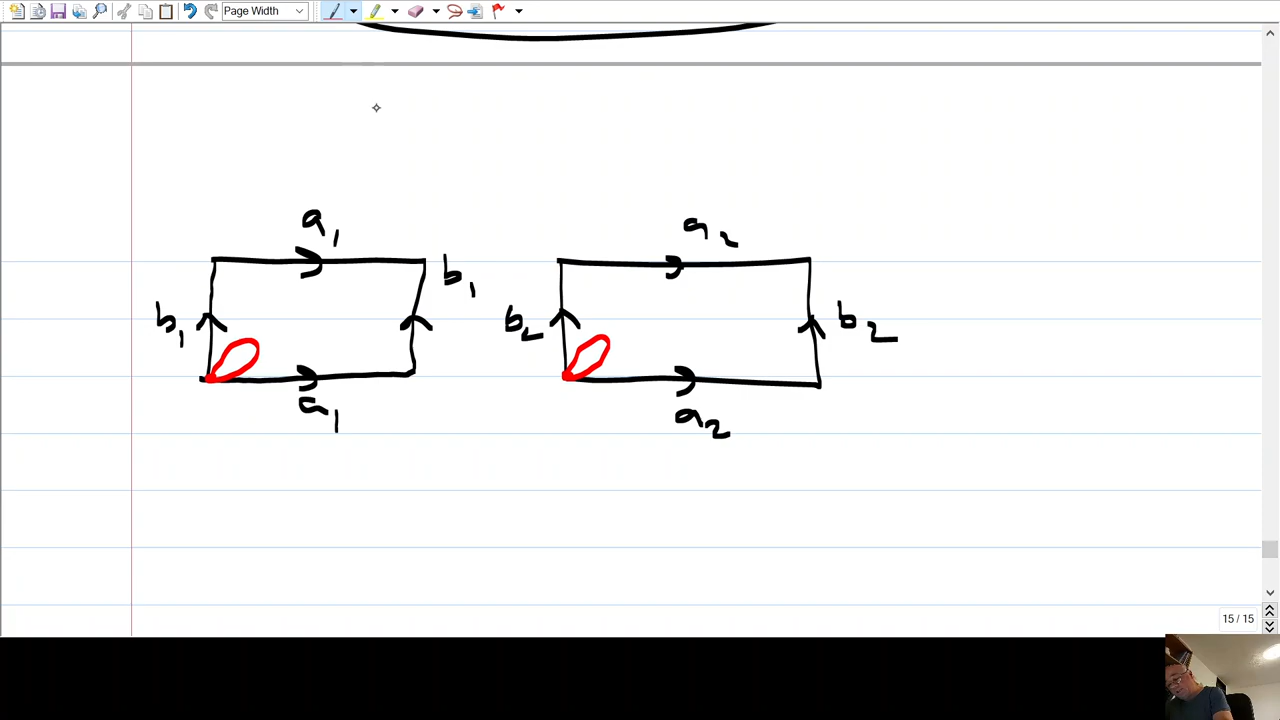 Page Width
a₁
a₂
b₁
b₁
b₂
b₂
a₁
a₂
15 / 15